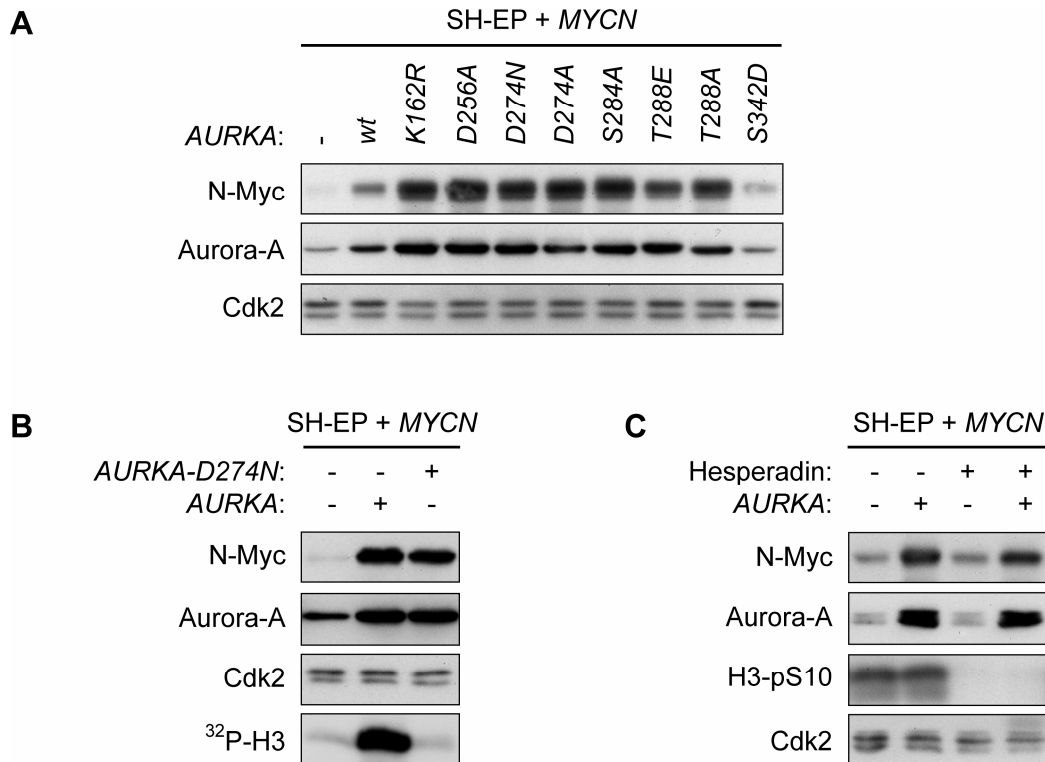 A
SH-EP + MYCN
AURKA: - wt K162R D256A D274N D274A S284A T288E T288A S342D
N-Myc
Aurora-A
Cdk2
B
SH-EP + MYCN
AURKA-D274N: - - +
AURKA: - + -
N-Myc
Aurora-A
Cdk2
32P-H3
C
SH-EP + MYCN
Hesperadin: - - + +
AURKA: - + - +
N-Myc
Aurora-A
H3-pS10
Cdk2